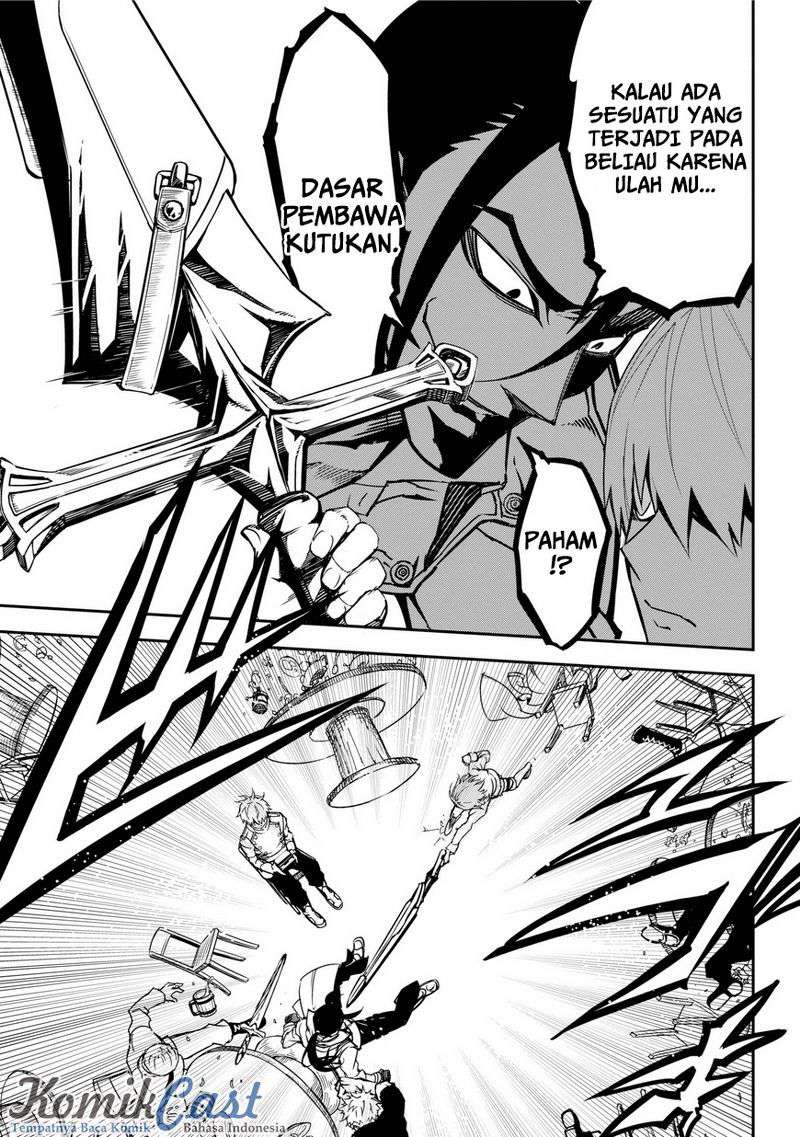 KALAU ADA
SESUATU YANG
TERJADI PADA
BELIAU KARENA
ULAH MU...
DASAR
PEMBAWA
KUTUKAN.
PAHAM
!?
KomikCast
Tempatnya Baca Komik Bahasa Indonesia